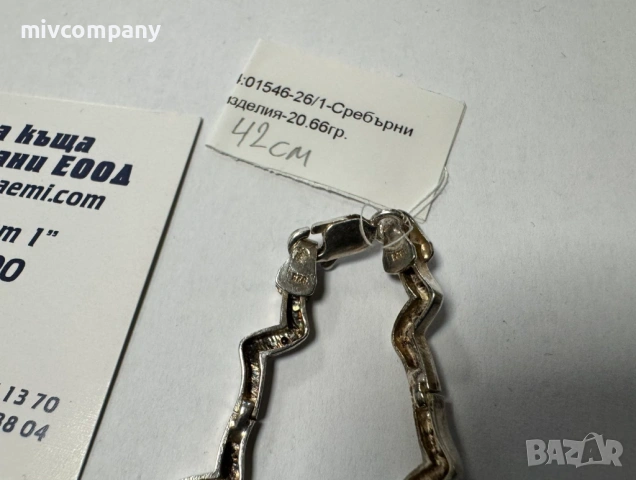 mivcompany
:01546-26/1-Сребърни
изделия-20.66гр.
42см
а къща
ани ЕООД
aemi.com
т 1”
00
13 70
38 04
BAZAR